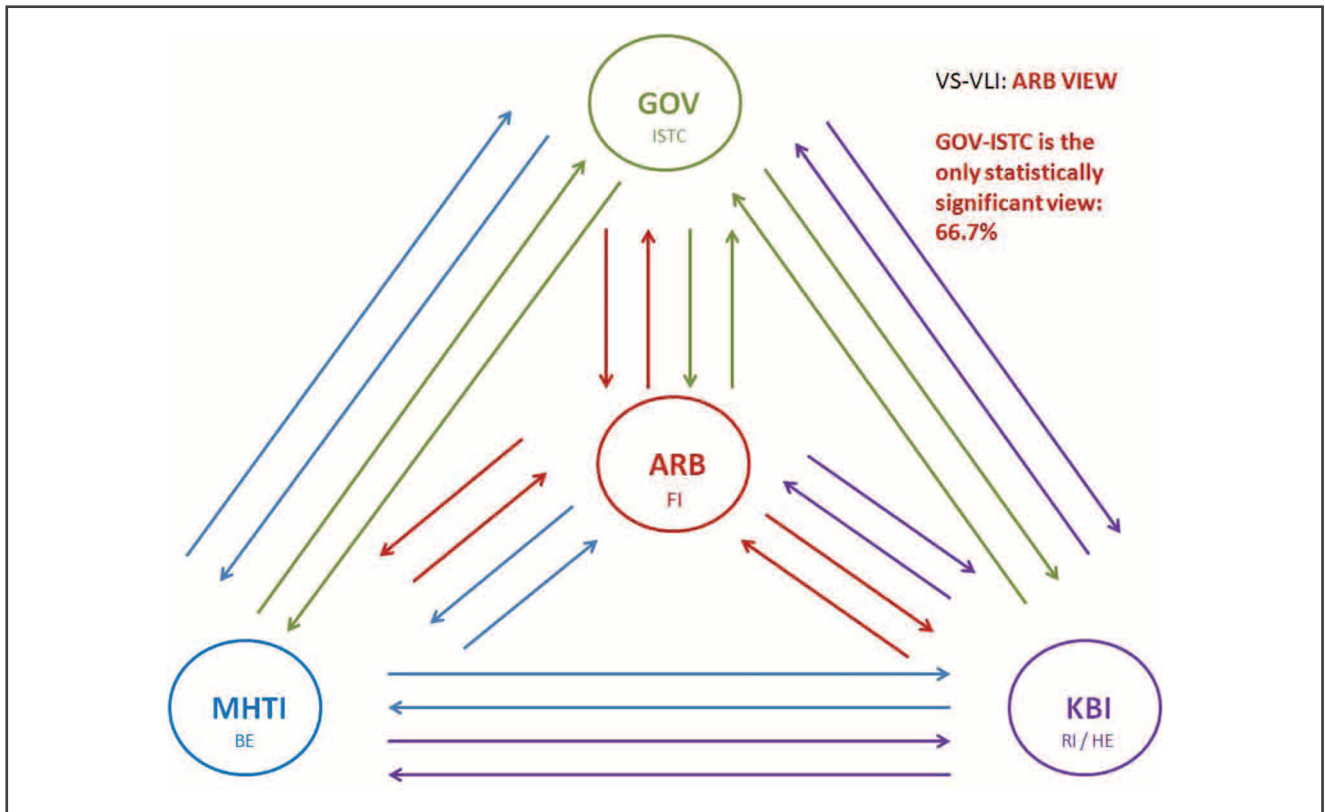 GOV
ISTC
VS-VLI: ARB VIEW
GOV-ISTC is the
only statistically
significant view:
66.7%
ARB
FI
MHTI
BE
KBI
RI / HE